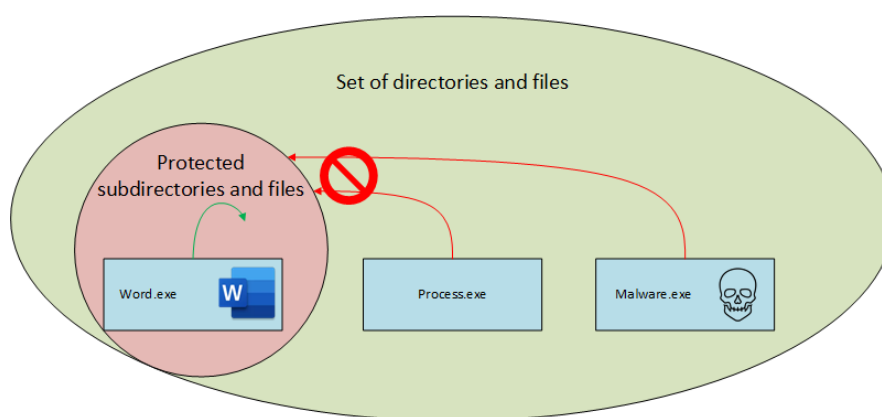 Set of directories and files
Protected
subdirectories and files
Word.exe
W
Process.exe
Malware.exe